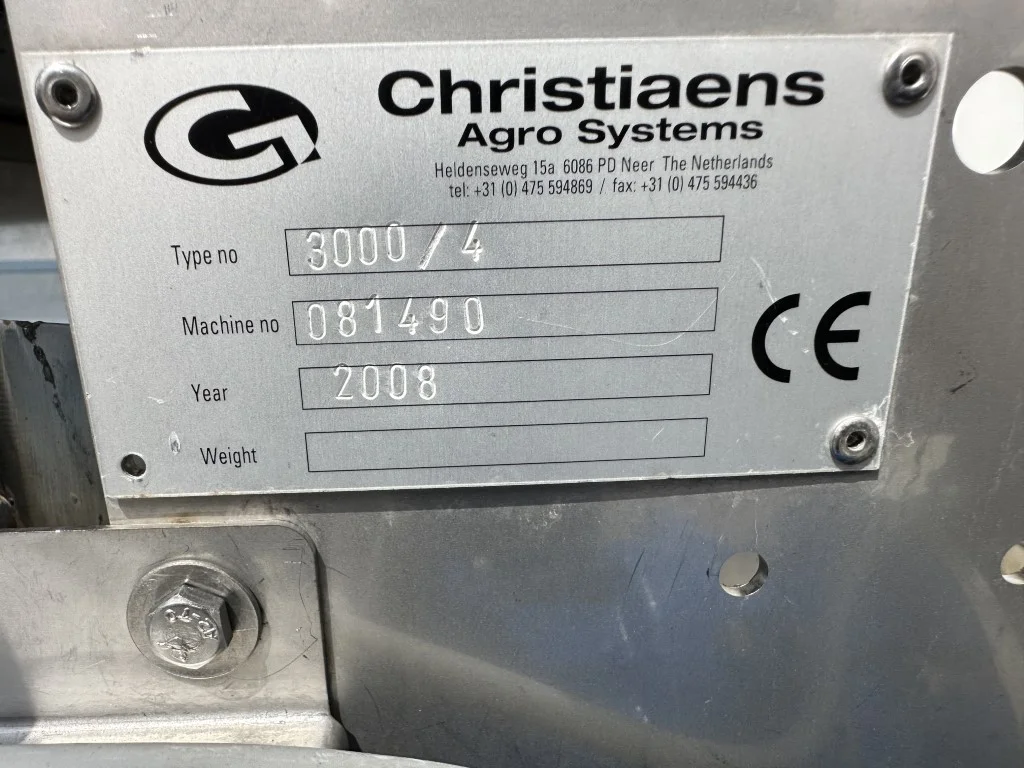 Christiaens
Agro Systems
Heldenseweg 15a 6086 PD Neer The Netherlands
tel: +31 (0) 475 594869 / fax: +31 (0) 475 594436
Type no 3000/4
Machine no 081490
Year 2008
Weight
CE